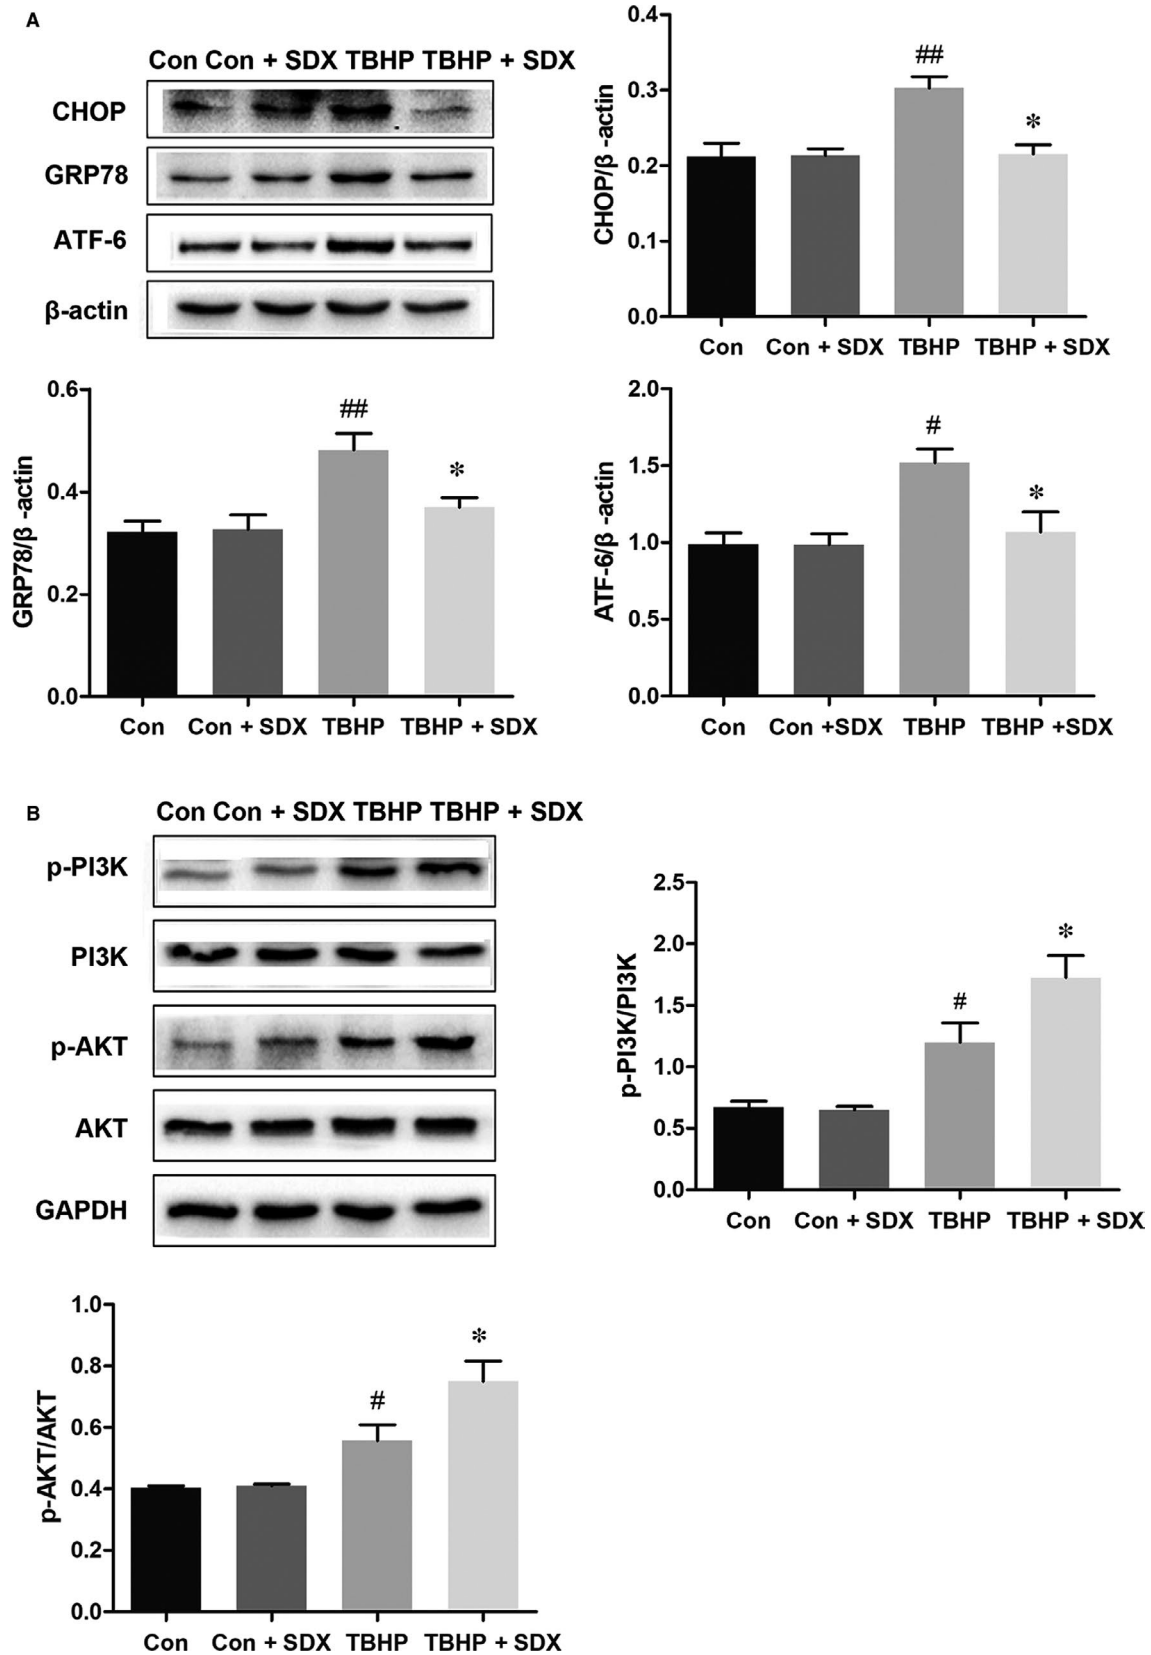 A
Con Con + SDX TBHP TBHP + SDX
CHOP
GRP78
ATF-6
β-actin
CHOP/β -actin
0.4
0.3
0.2
0.1
0.0
##
*
Con Con + SDX TBHP TBHP + SDX
GRP78/β -actin
0.6
0.4
0.2
0.0
##
*
Con Con + SDX TBHP TBHP + SDX
ATF-6/β -actin
2.0
1.5
1.0
0.5
0.0
#
*
Con Con +SDX TBHP TBHP +SDX
B
Con Con + SDX TBHP TBHP + SDX
p-PI3K
PI3K
p-AKT
AKT
GAPDH
p-PI3K/PI3K
2.5
2.0
1.5
1.0
0.5
0.0
#
*
Con Con + SDX TBHP TBHP + SDX
p-AKT/AKT
1.0
0.8
0.6
0.4
0.2
0.0
#
*
Con Con + SDX TBHP TBHP + SDX